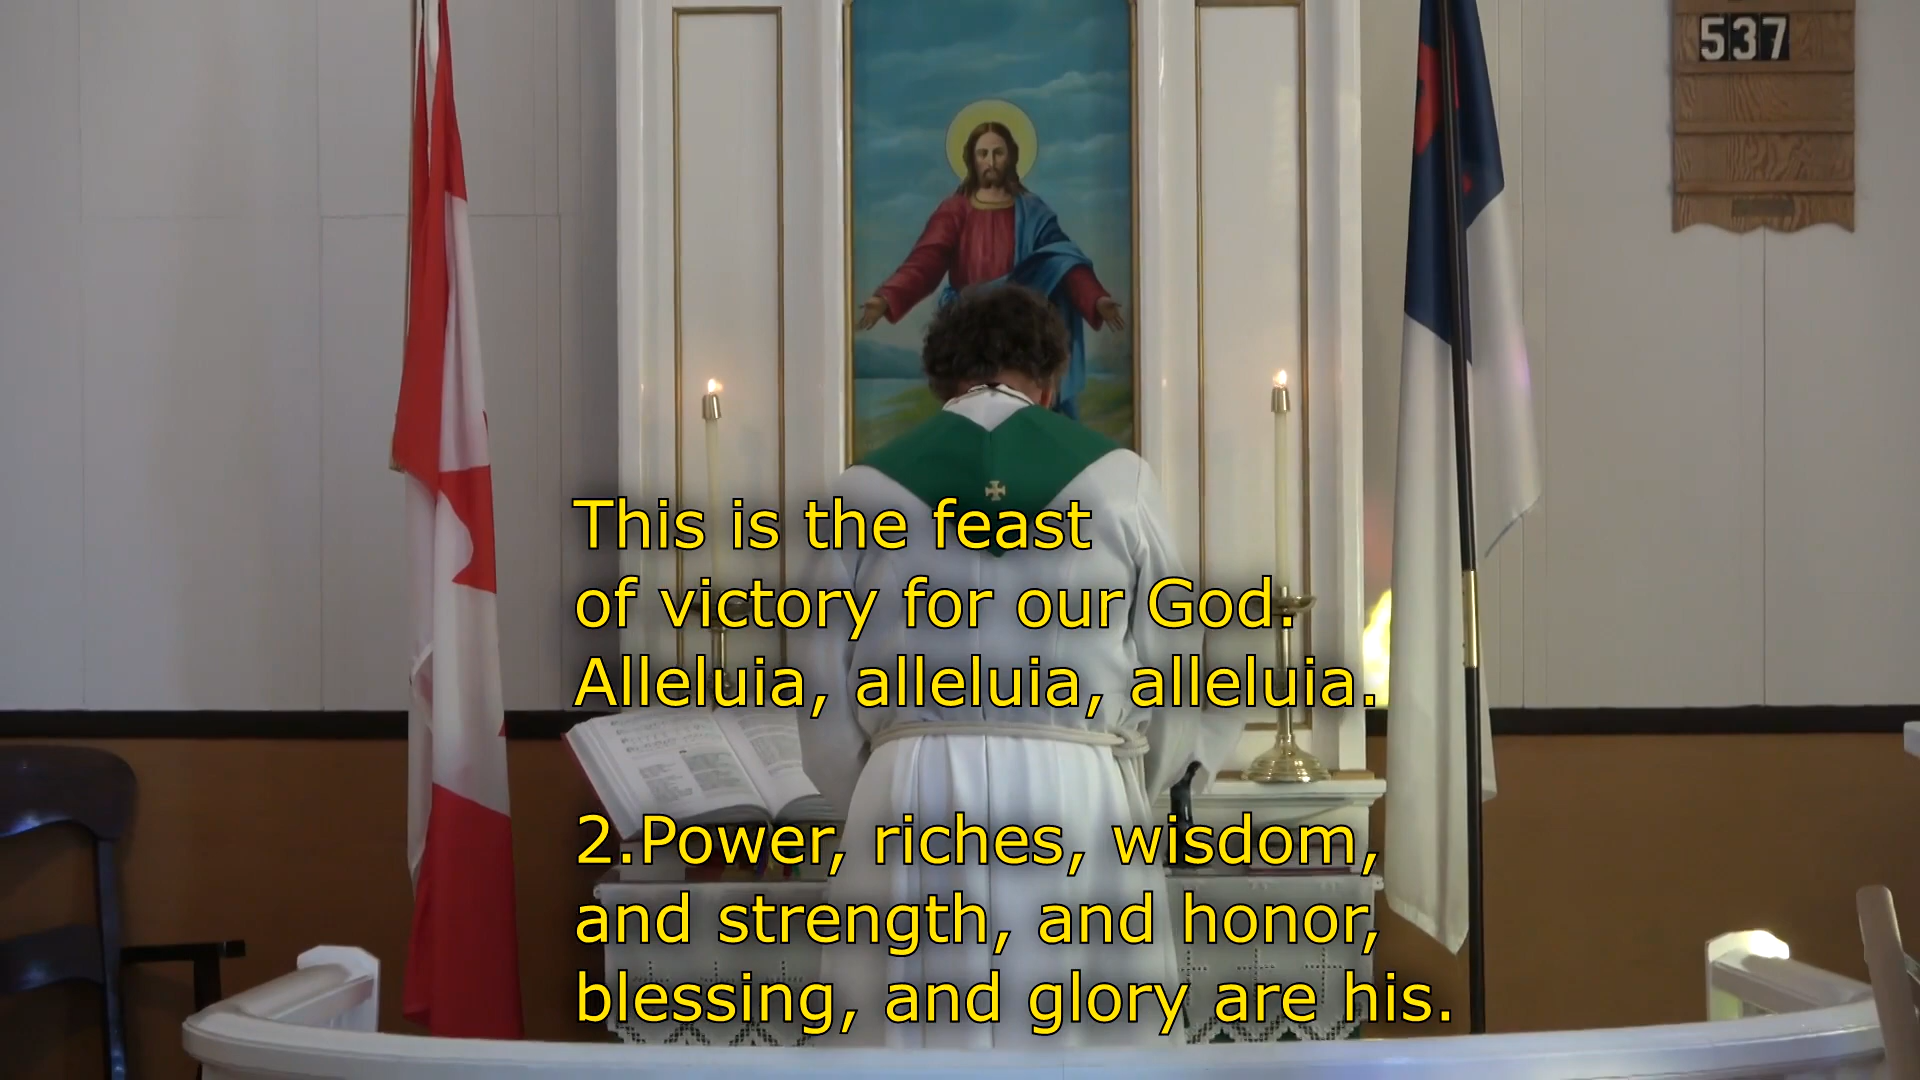 537
This is the feast
of victory for our God.
Alleluia, alleluia, alleluia.
2.Power, riches, wisdom,
and strength, and honor,
blessing, and glory are his.